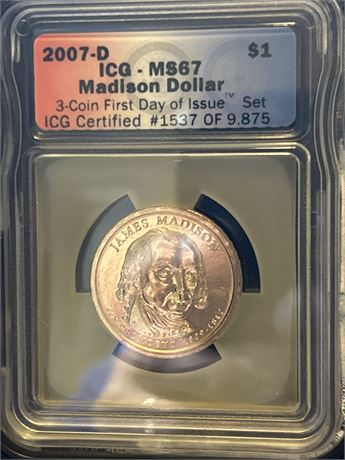 2007-D $1
ICG - MS67
Madison Dollar
3-Coin First Day of Issue™ Set
ICG Certified #1537 OF 9,875
JAMES MADISON